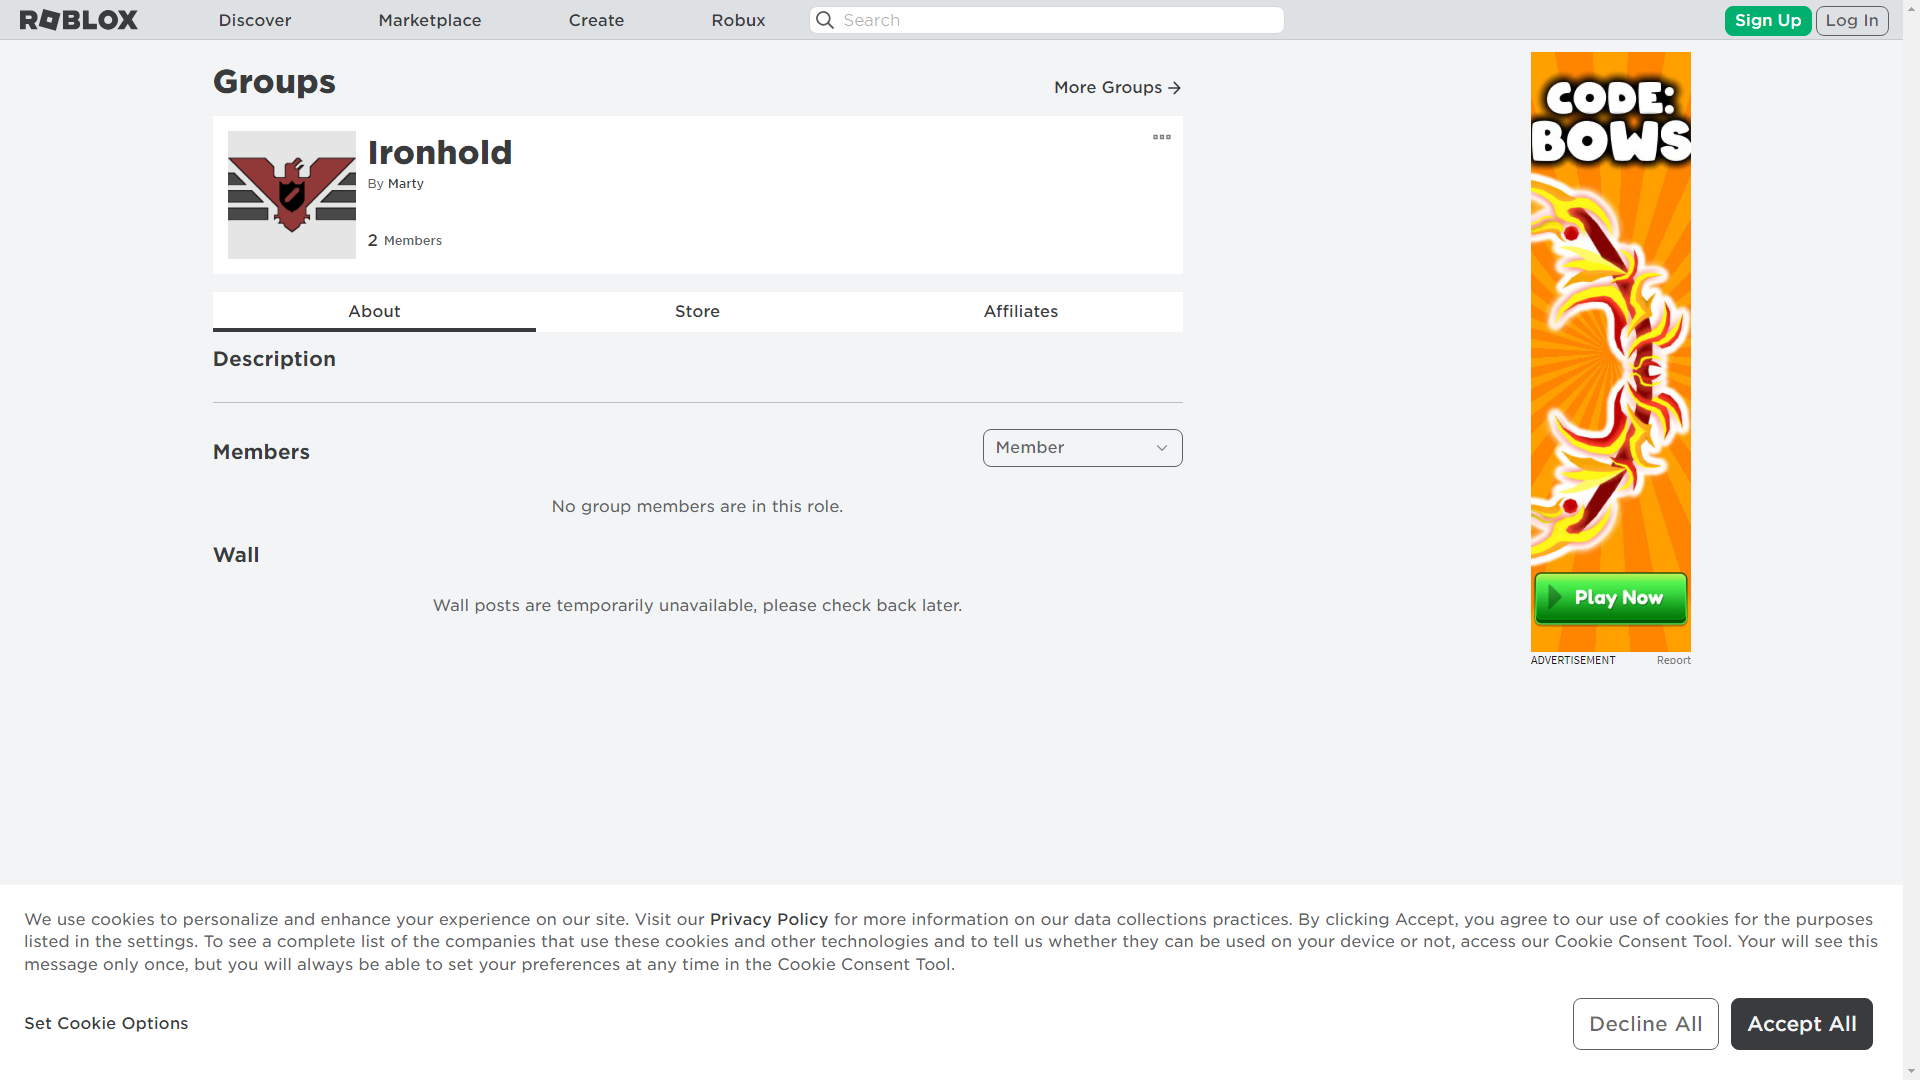 ROBLOX
Discover
Marketplace
Create
Robux
Search
Sign Up
Log In
Groups
More Groups
Ironhold
By Marty
2 Members
About
Store
Affiliates
Description
Members
Member
No group members are in this role.
Wall
Wall posts are temporarily unavailable, please check back later.
CODE:
BOWS
Play Now
ADVERTISEMENT
Report
We use cookies to personalize and enhance your experience on our site. Visit our Privacy Policy for more information on our data collections practices. By clicking Accept, you agree to our use of cookies for the purposes
listed in the settings. To see a complete list of the companies that use these cookies and other technologies and to tell us whether they can be used on your device or not, access our Cookie Consent Tool. Your will see this
message only once, but you will always be able to set your preferences at any time in the Cookie Consent Tool.
Set Cookie Options
Decline All
Accept All